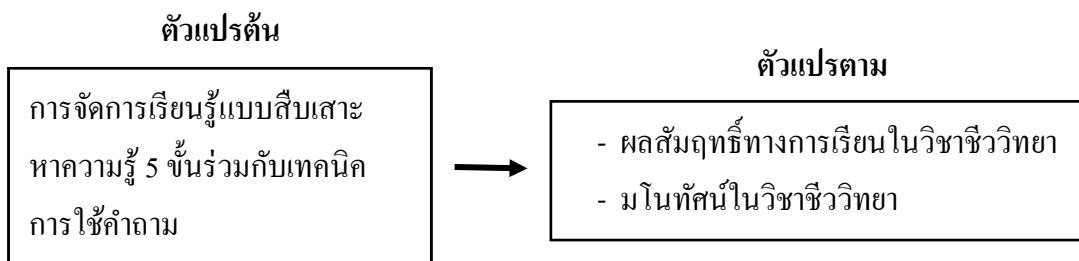 ตัวแปรต้น
การจัดการเรียนรู้แบบสืบเสาะ
หาความรู้ 5 ขั้นร่วมกับเทคนิค
การใช้คำถาม
ตัวแปรตาม
- ผลสัมฤทธิ์ทางการเรียนในวิชาชีววิทยา
- มโนทัศน์ในวิชาชีววิทยา